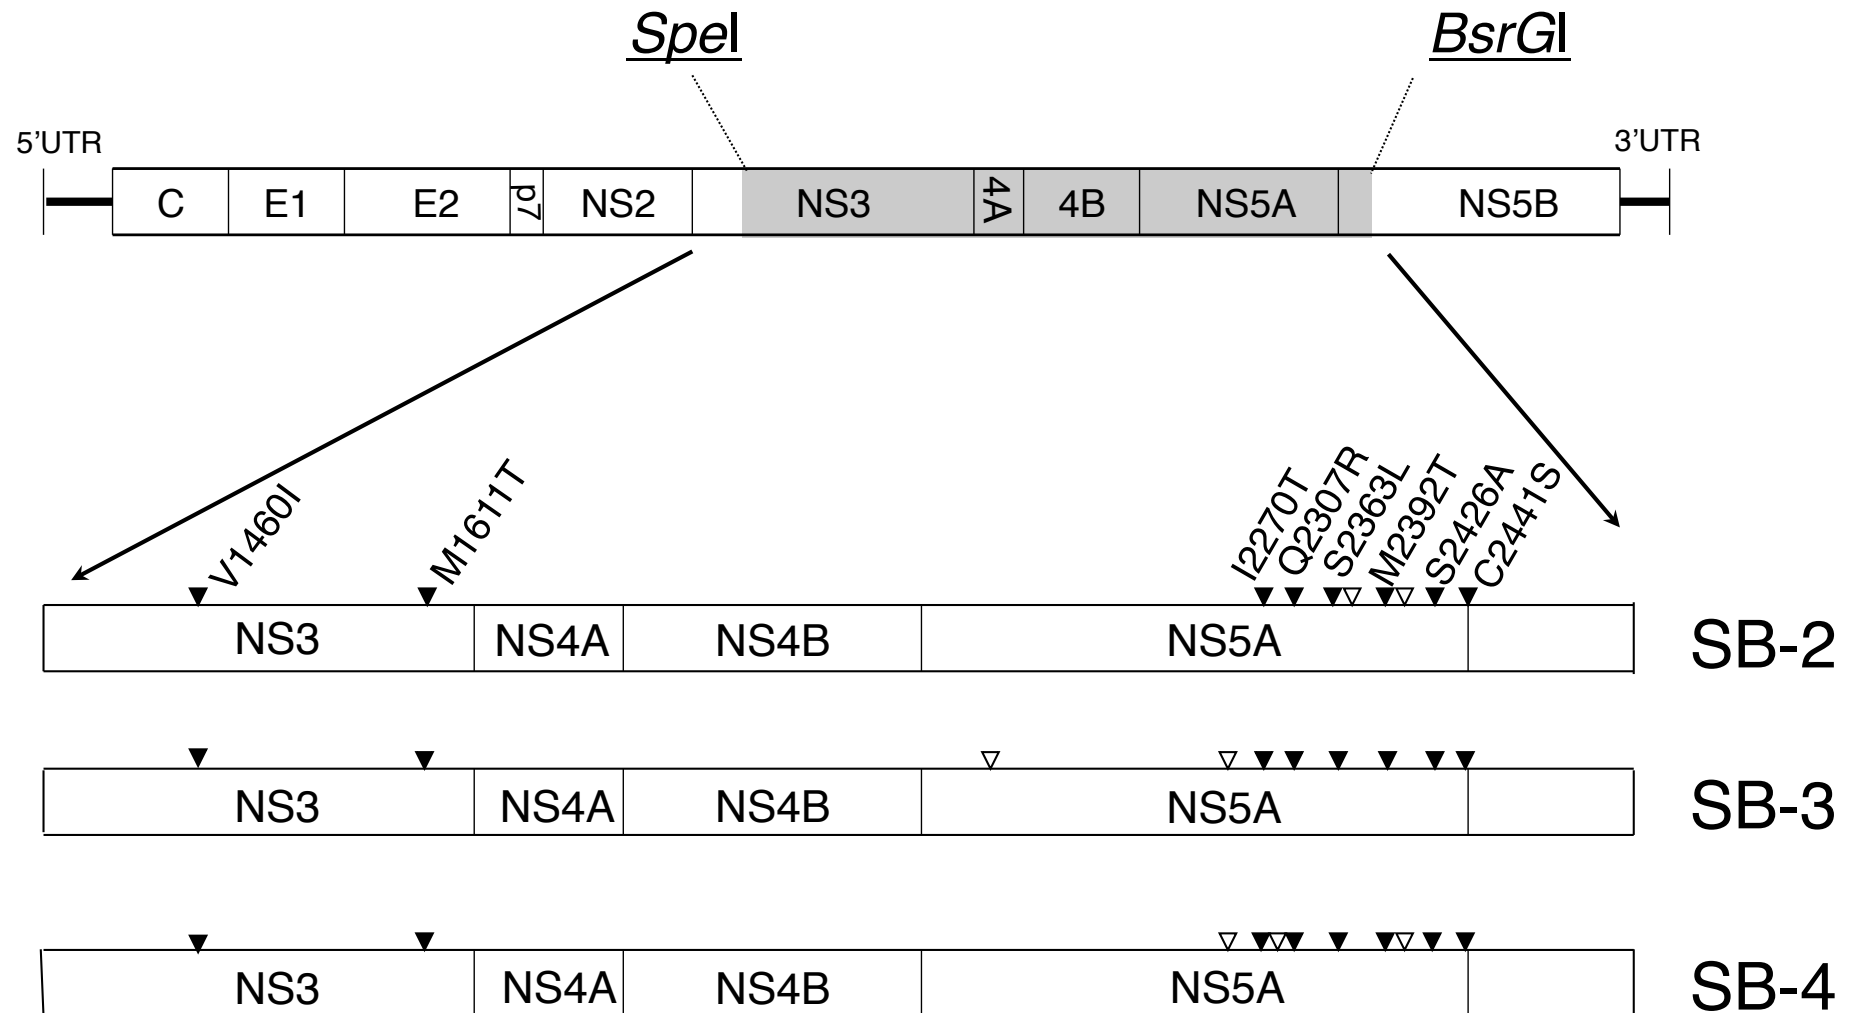 SpeI BsrGI
5'UTR 3'UTR
C E1 E2 p7 NS2 NS3 4A 4B NS5A NS5B
V1460I M1611T I2270T Q2307R S2363L M2392T S2426A C2441S
NS3 NS4A NS4B NS5A SB-2
NS3 NS4A NS4B NS5A SB-3
NS3 NS4A NS4B NS5A SB-4